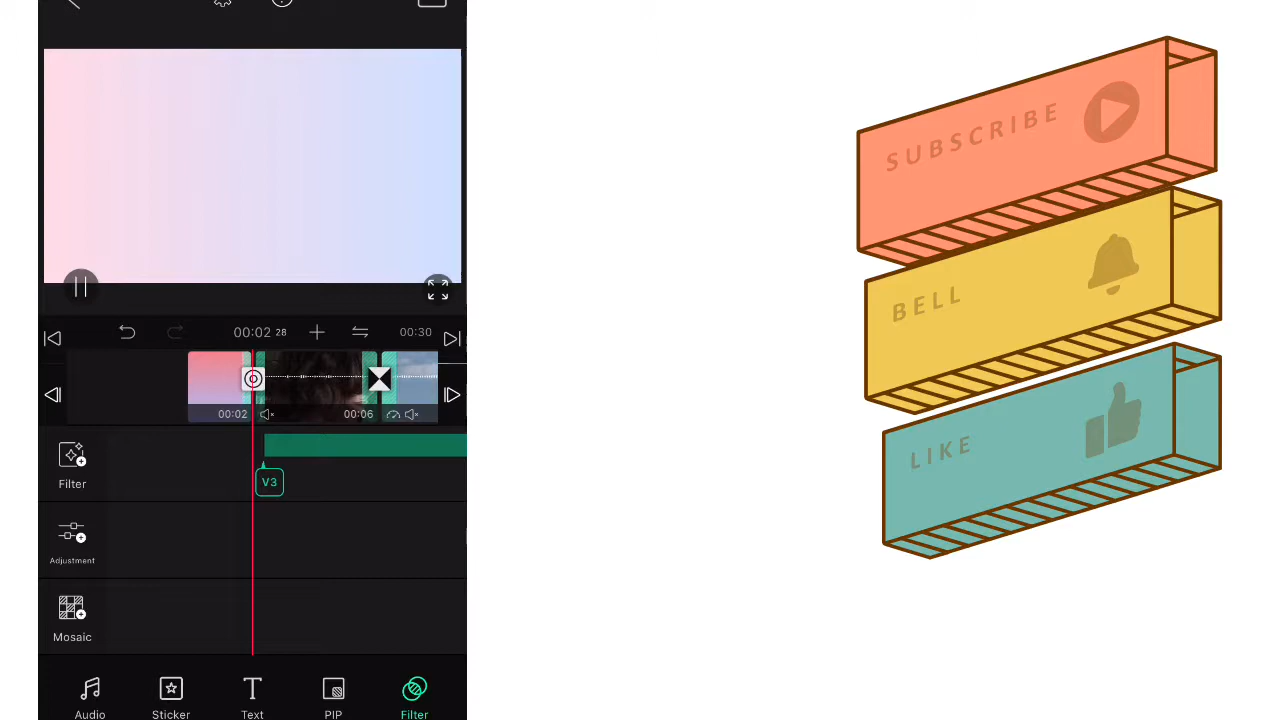 00:02 28
00:30
00:02
00:06
Filter
V3
Adjustment
Mosaic
Audio
Sticker
Text
PIP
Filter
SUBSCRIBE
BELL
LIKE